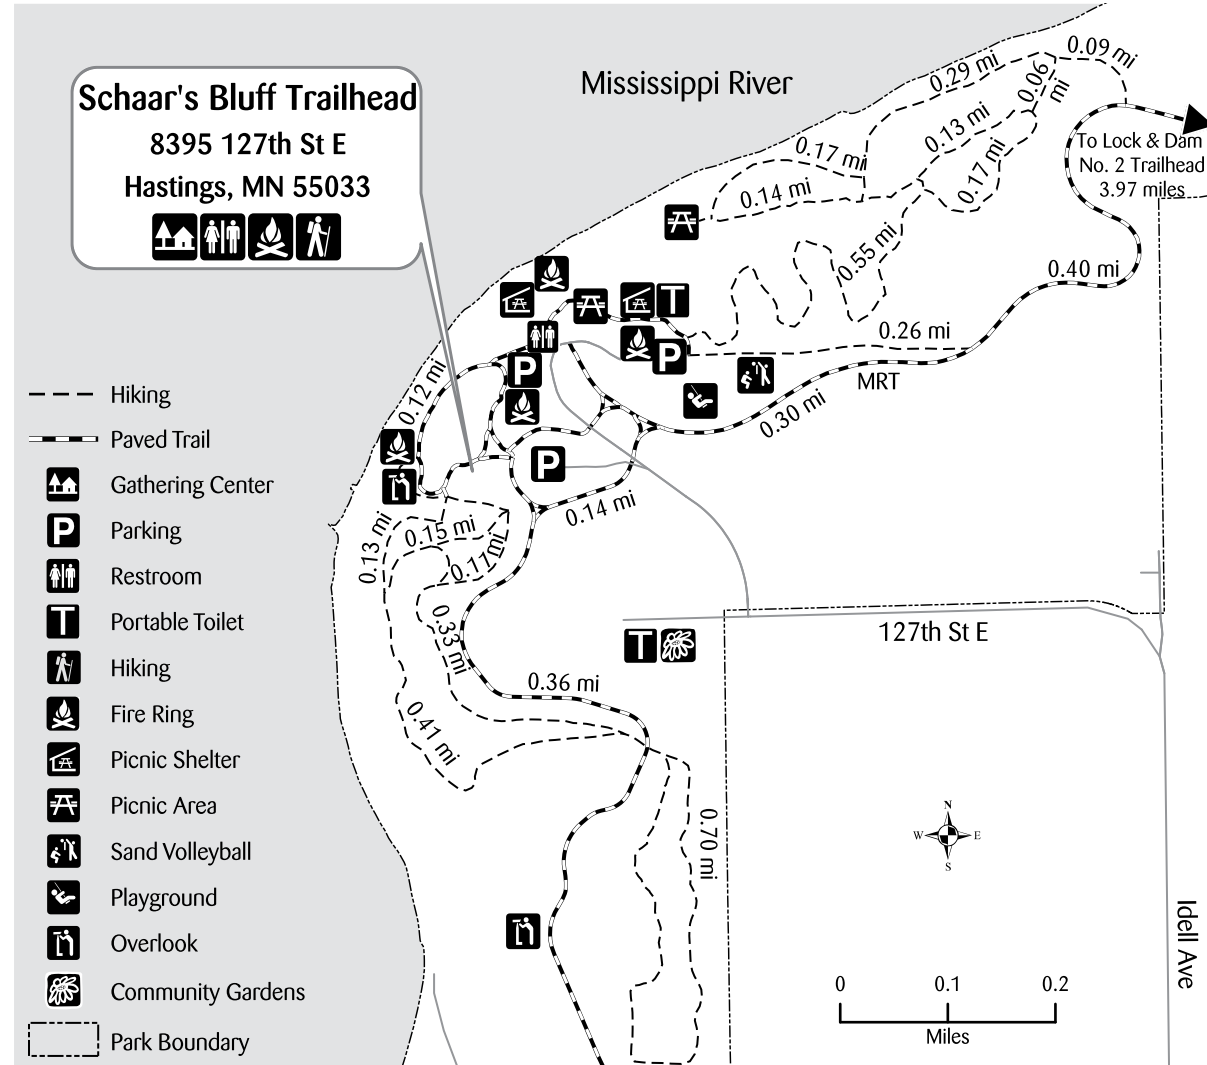 Schaar's Bluff Trailhead
8395 127th St E
Hastings, MN 55033
Mississippi River
0.09 mi
0.29 mi
0.06 mi
0.13 mi
0.17 mi
0.17 mi
0.14 mi
To Lock & Dam
No. 2 Trailhead
3.97 miles
0.55 mi
0.40 mi
0.26 mi
MRT
0.30 mi
0.12 mi
P
P
P
T
0.14 mi
0.15 mi
0.13 mi
0.17 mi
0.33 mi
0.36 mi
0.41 mi
0.70 mi
T
127th St E
Idell Ave
N
W E
S
0 0.1 0.2
Miles
Hiking
Paved Trail
Gathering Center
P Parking
Restroom
T Portable Toilet
Hiking
Fire Ring
Picnic Shelter
Picnic Area
Sand Volleyball
Playground
Overlook
Community Gardens
Park Boundary